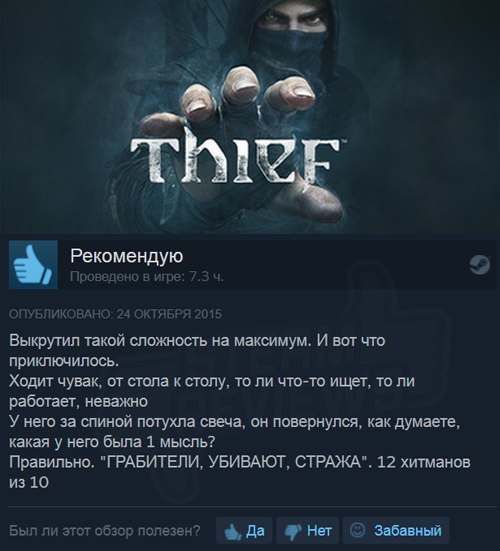 THIEF
Рекомендую
Проведено в игре: 7.3 ч.
ОПУБЛИКОВАНО: 24 ОКТЯБРЯ 2015
Выкрутил такой сложность на максимум. И вот что
приключилось.
Ходит чувак, от стола к столу, то ли что-то ищет, то ли
работает, неважно
У него за спиной потухла свеча, он повернулся, как думаете,
какая у него была 1 мысль?
Правильно. "ГРАБИТЕЛИ, УБИВАЮТ, СТРАЖА". 12 хитманов
из 10
Был ли этот обзор полезен? Да Нет Забавный